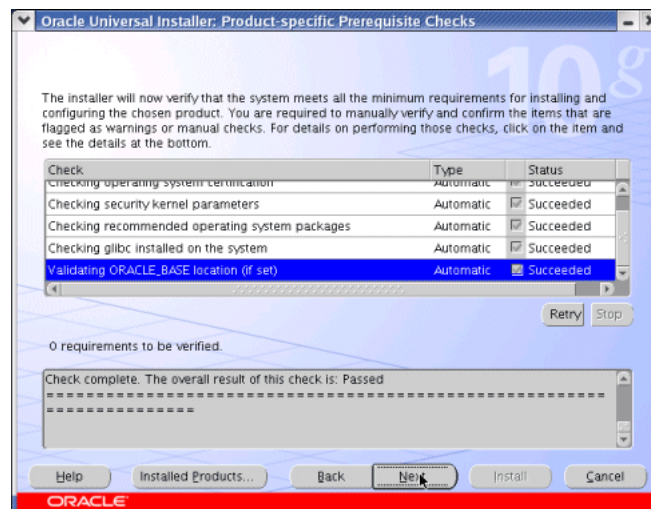 Oracle Universal Installer: Product-specific Prerequisite Checks
10g
The installer will now verify that the system meets all the minimum requirements for installing and
configuring the chosen product. You are required to manually verify and confirm the items that are
flagged as warnings or manual checks. For details on performing those checks, click on the item and
see the details at the bottom.
Check Type Status
Checking operating system certification Automatic Succeeded
Checking security kernel parameters Automatic Succeeded
Checking recommended operating system packages Automatic Succeeded
Checking glibc installed on the system Automatic Succeeded
Validating ORACLE_BASE location (if set) Automatic Succeeded
Retry Stop
0 requirements to be verified.
Check complete. The overall result of this check is: Passed
========================================================
===============
Help Installed Products... Back Next Install Cancel
ORACLE